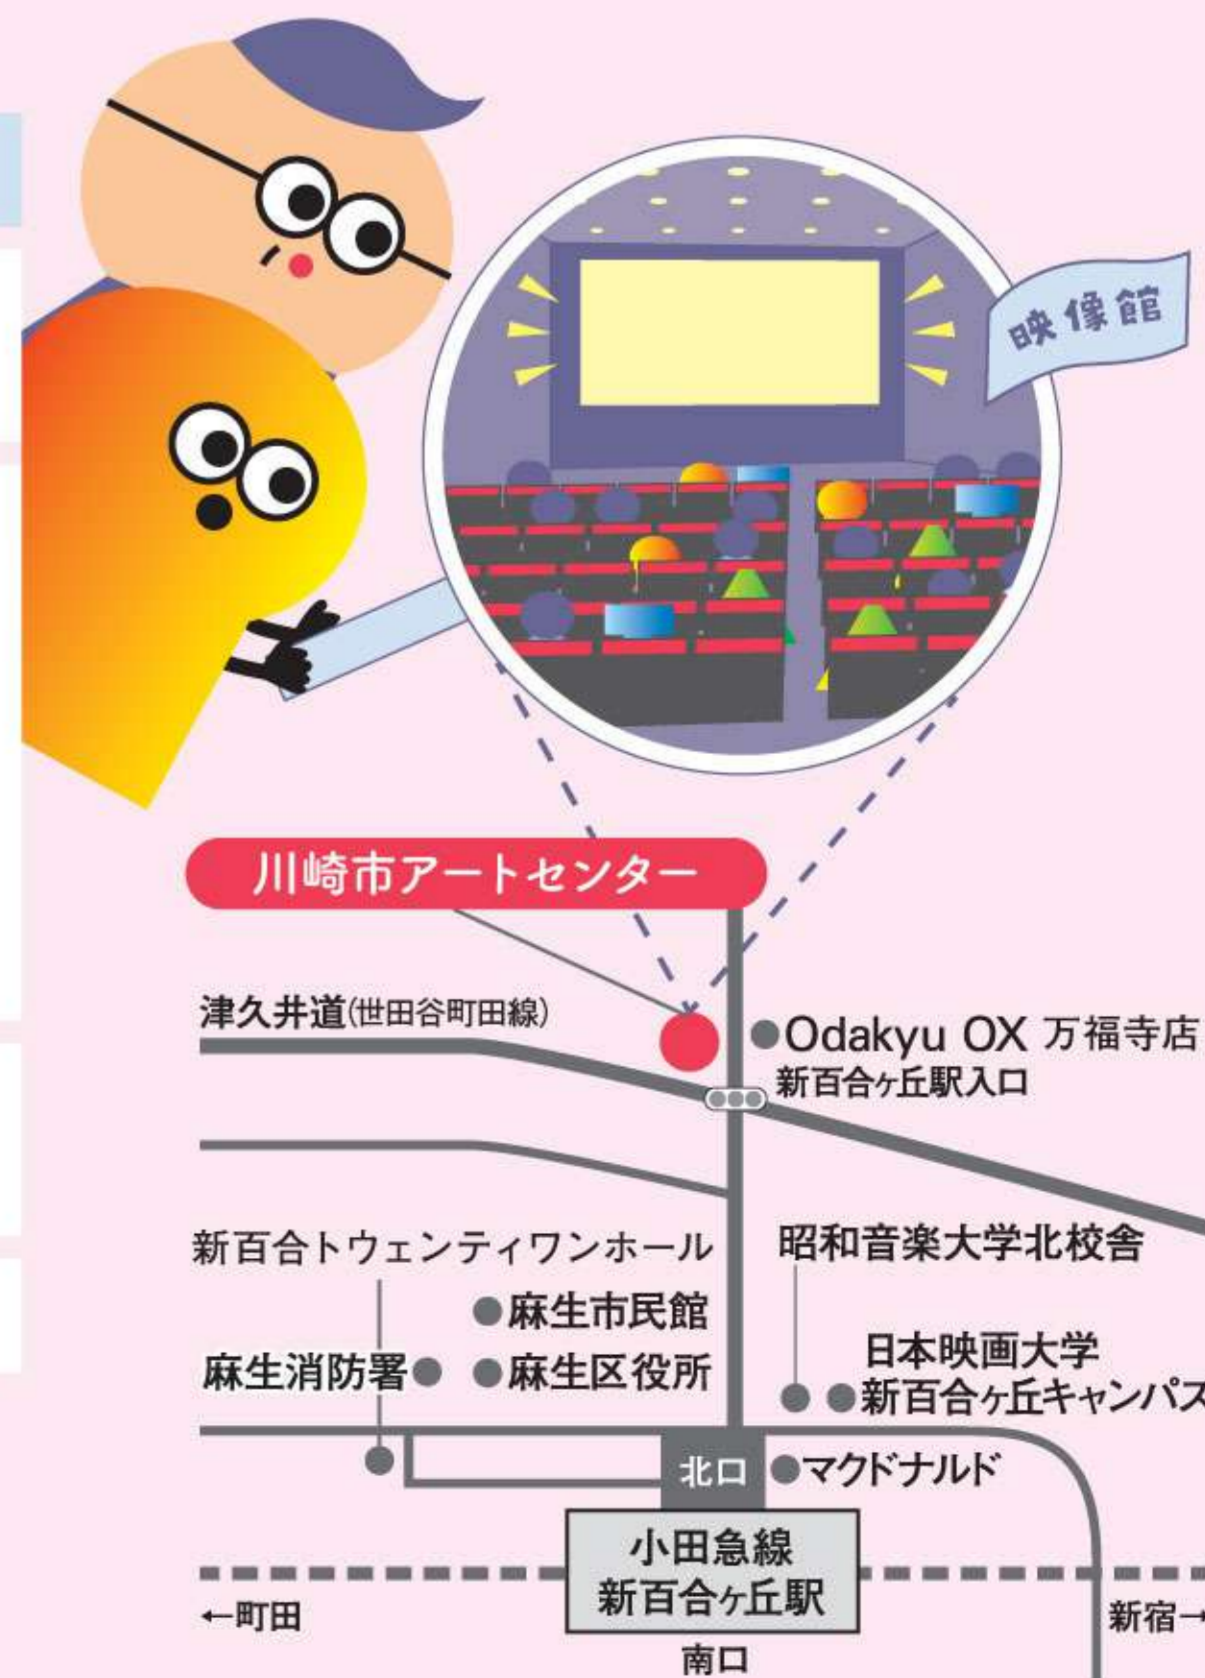 映像館
川崎市アートセンター
津久井道(世田谷町田線)
Odakyu OX 万福寺店
新百合ヶ丘駅入口
新百合トウェンティワンホール
昭和音楽大学北校舎
麻生市民館
麻生消防署
麻生区役所
日本映画大学
新百合ヶ丘キャンパス
北口
マクドナルド
小田急線
新百合ヶ丘駅
←町田
新宿→
南口